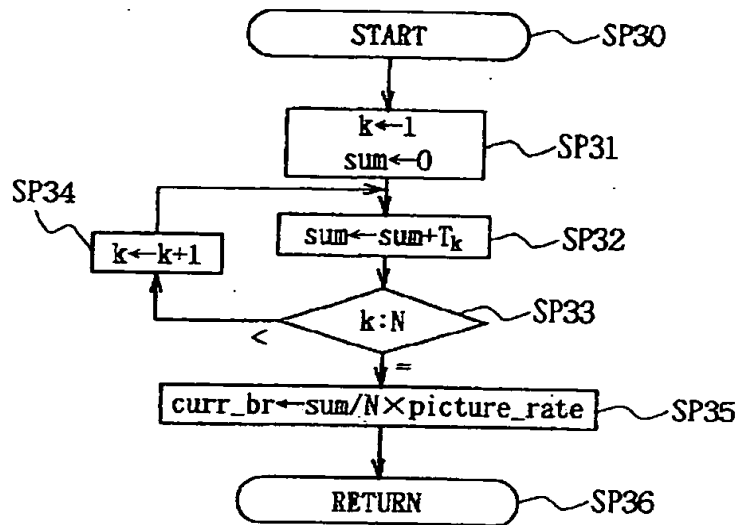 START
SP30
k←1
sum←0
SP31
SP34
k←k+1
sum←sum+Tk
SP32
k:N
SP33
<
=
curr_br←sum/N×picture_rate
SP35
RETURN
SP36